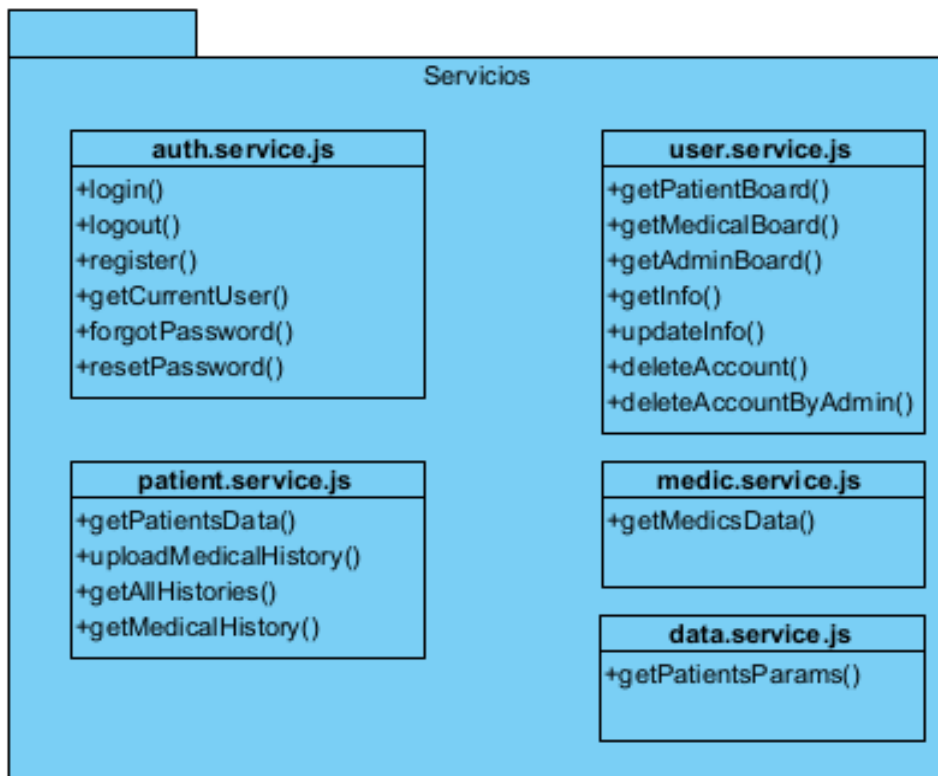 Servicios
auth.service.js
+login()
+logout()
+register()
+getCurrentUser()
+forgotPassword()
+resetPassword()
user.service.js
+getPatientBoard()
+getMedicalBoard()
+getAdminBoard()
+getInfo()
+updateInfo()
+deleteAccount()
+deleteAccountByAdmin()
patient.service.js
+getPatientsData()
+uploadMedicalHistory()
+getAllHistories()
+getMedicalHistory()
medic.service.js
+getMedicsData()
data.service.js
+getPatientsParams()